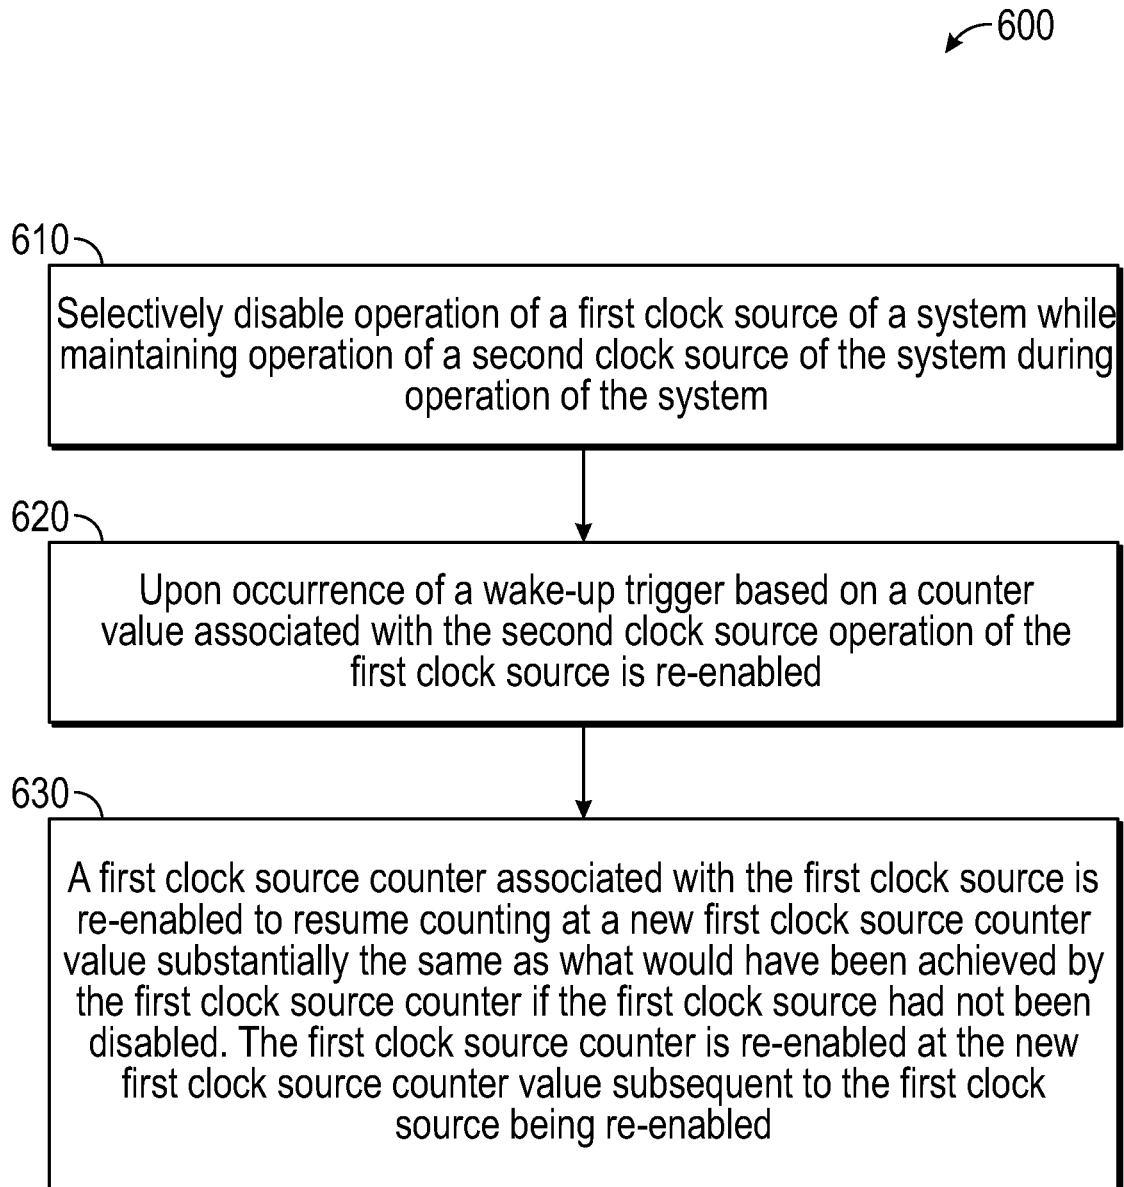 600
610
Selectively disable operation of a first clock source of a system while
maintaining operation of a second clock source of the system during
operation of the system
620
Upon occurrence of a wake-up trigger based on a counter
value associated with the second clock source operation of the
first clock source is re-enabled
630
A first clock source counter associated with the first clock source is
re-enabled to resume counting at a new first clock source counter
value substantially the same as what would have been achieved by
the first clock source counter if the first clock source had not been
disabled. The first clock source counter is re-enabled at the new
first clock source counter value subsequent to the first clock
source being re-enabled